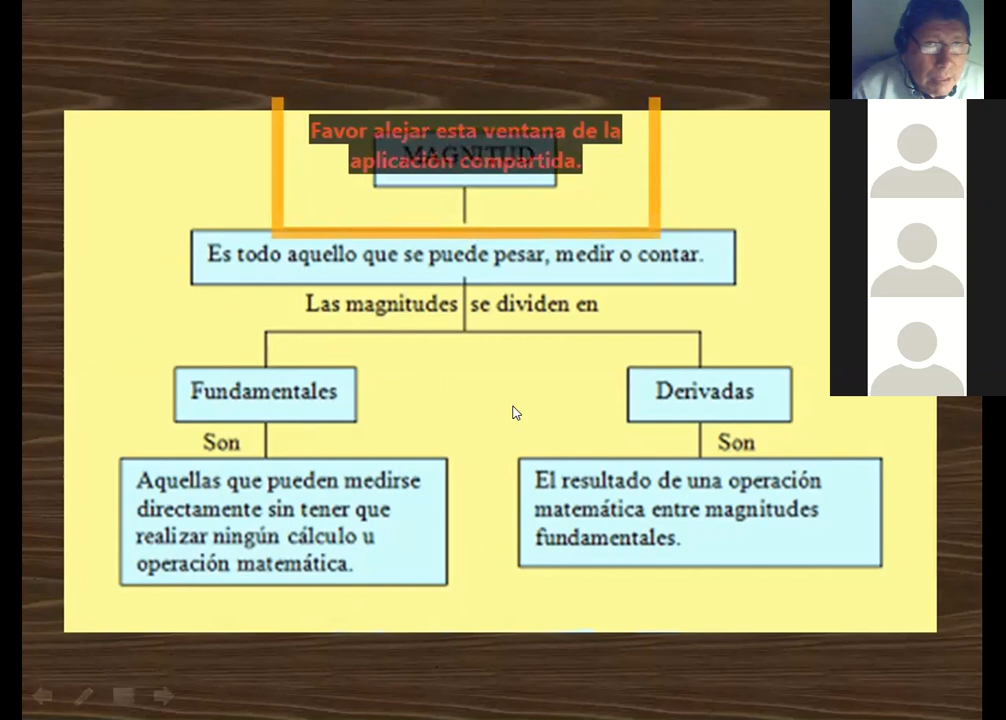 Favor alejar esta ventana de la
aplicación compartida.
MAGNITUD
Es todo aquello que se puede pesar, medir o contar.
Las magnitudes se dividen en
Fundamentales
Derivadas
Son
Son
Aquellas que pueden medirse
directamente sin tener que
realizar ningún cálculo u
operación matemática.
El resultado de una operación
matemática entre magnitudes
fundamentales.